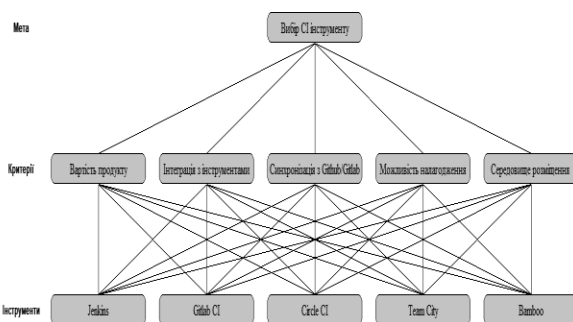 Мета
Вибір CI інструменту
Критерії
Вартість продукту
Інтеграція з інструментами
Синхронізація з Github/Gitlab
Можливість налагодження
Середовище розміщення
Інструменти
Jenkins
Gitlab CI
Circle CI
Team City
Bamboo